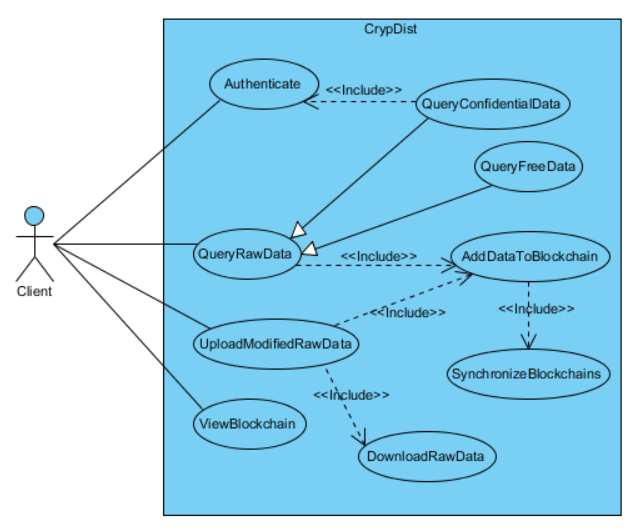 CrypDist
Authenticate
<<Include>>
QueryConfidentialData
QueryFreeData
Client
QueryRawData
<<Include>>
AddDataToBlockchain
<<Include>>
<<Include>>
UploadModifiedRawData
SynchronizeBlockchains
<<Include>>
ViewBlockchain
DownloadRawData